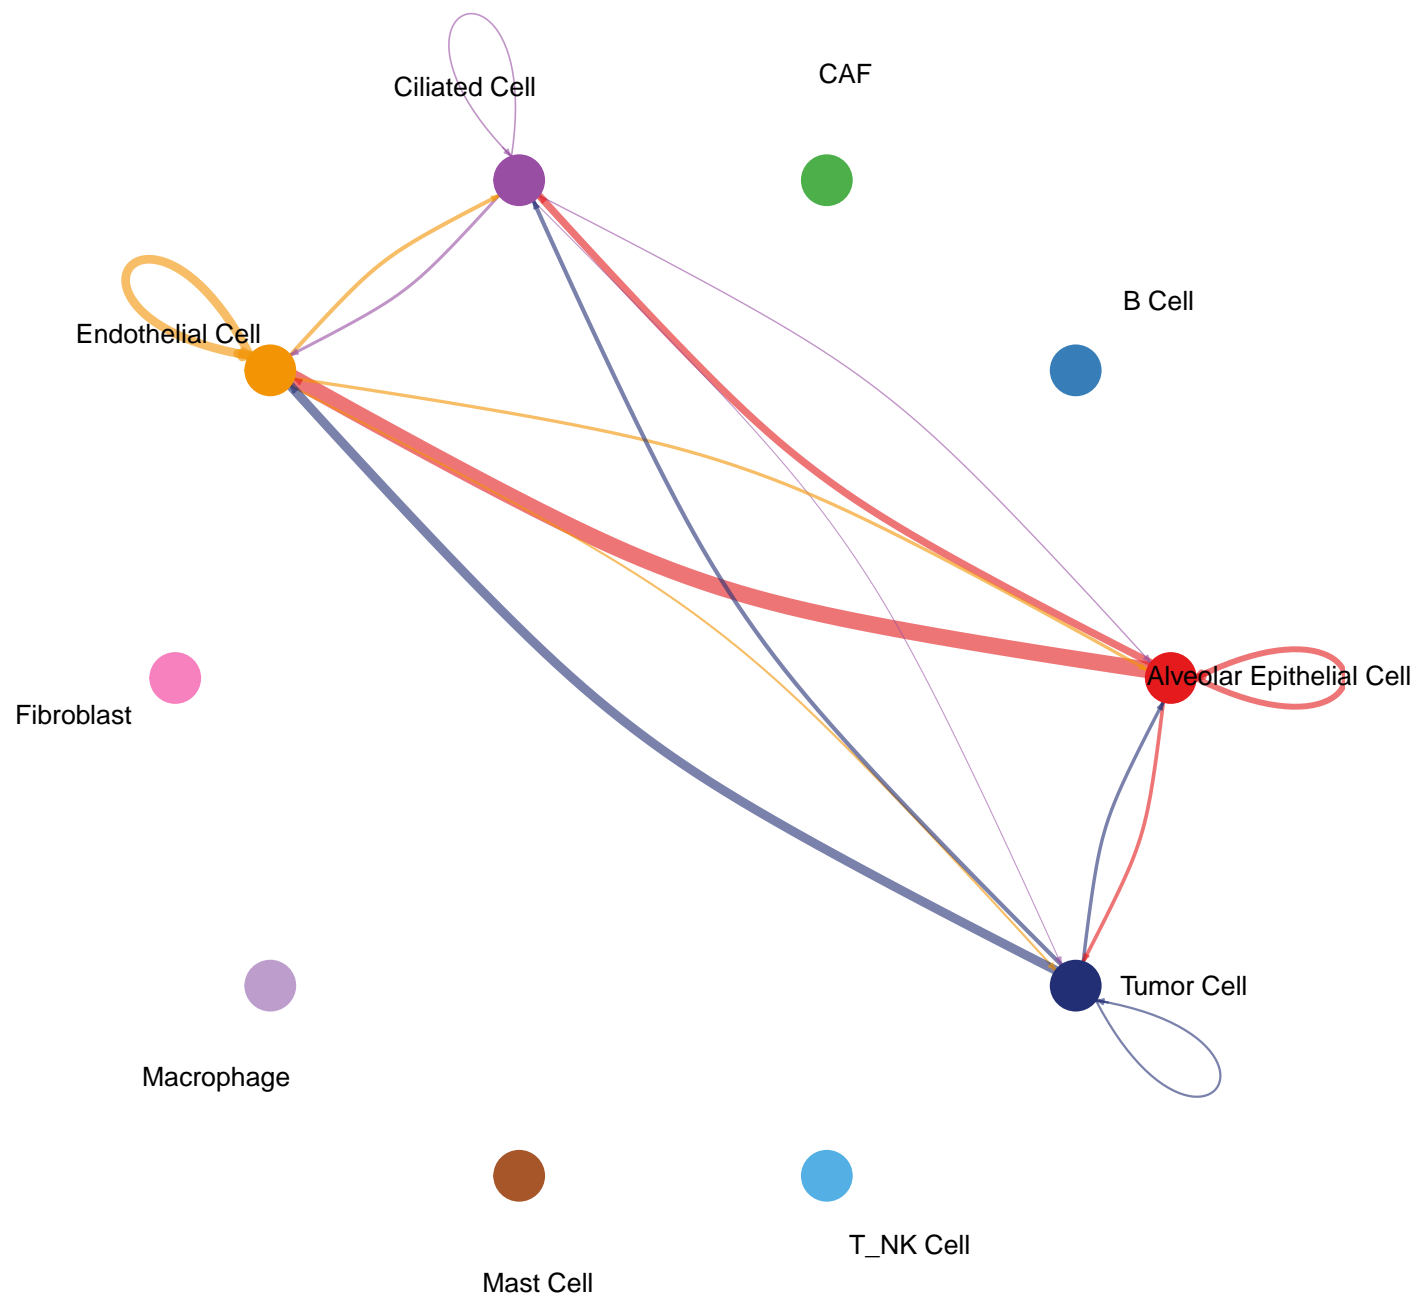 CAF
Ciliated Cell
B Cell
Endothelial Cell
Alveolar Epithelial Cell
Fibroblast
Tumor Cell
Macrophage
T_NK Cell
Mast Cell